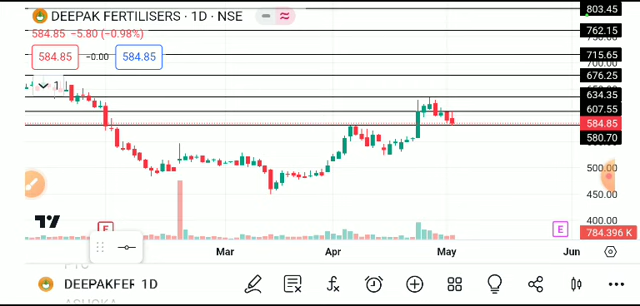 DEEPAK FERTILISERS · 1D · NSE
584.85 −5.80 (−0.98%)
584.85 −0.00 584.85
1
803.45
762.15
715.65
700.00
676.25
634.35
607.55
584.85
580.70
500.00
450.00
400.00
784.396 K
E
E
Mar Apr May Jun
DEEPAKFER 1D
ASHOKA